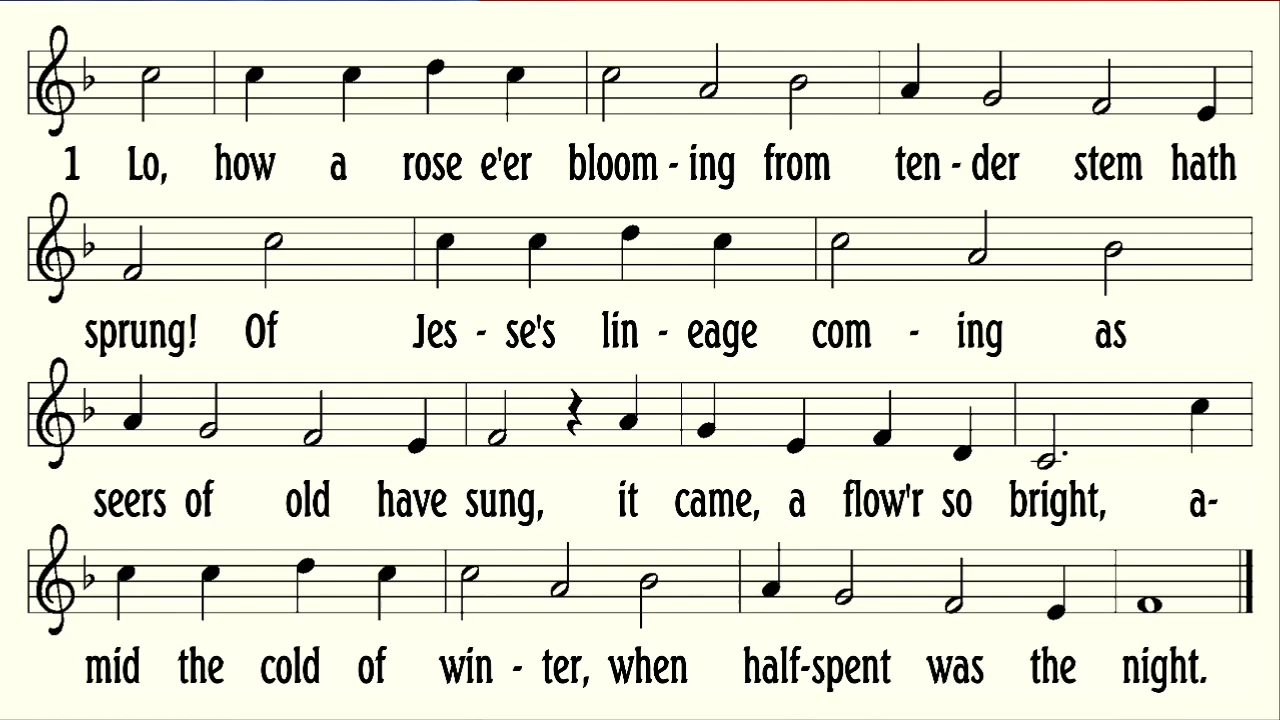 1 Lo, how a rose e'er bloom - ing from ten - der stem hath
sprung! Of Jes - se's lin - eage com - ing as
seers of old have sung, it came, a flow'r so bright, a-
mid the cold of win - ter, when half-spent was the night.